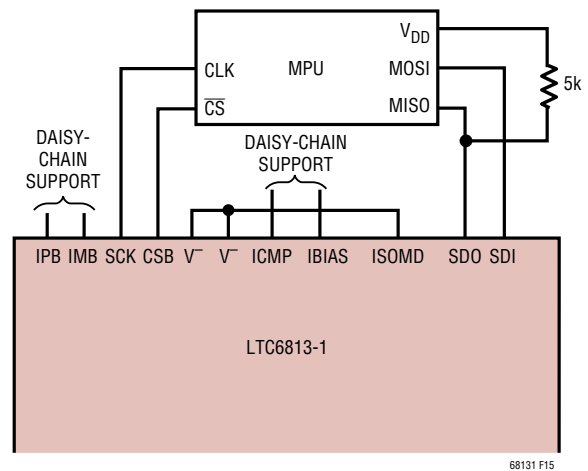 V_DD
CLK MPU MOSI
C̅S̅ MISO
5k
DAISY-
CHAIN
SUPPORT
DAISY-CHAIN
SUPPORT
IPB IMB SCK CSB V⁻ V⁻ ICMP IBIAS ISOMD SDO SDI
LTC6813-1
68131 F15